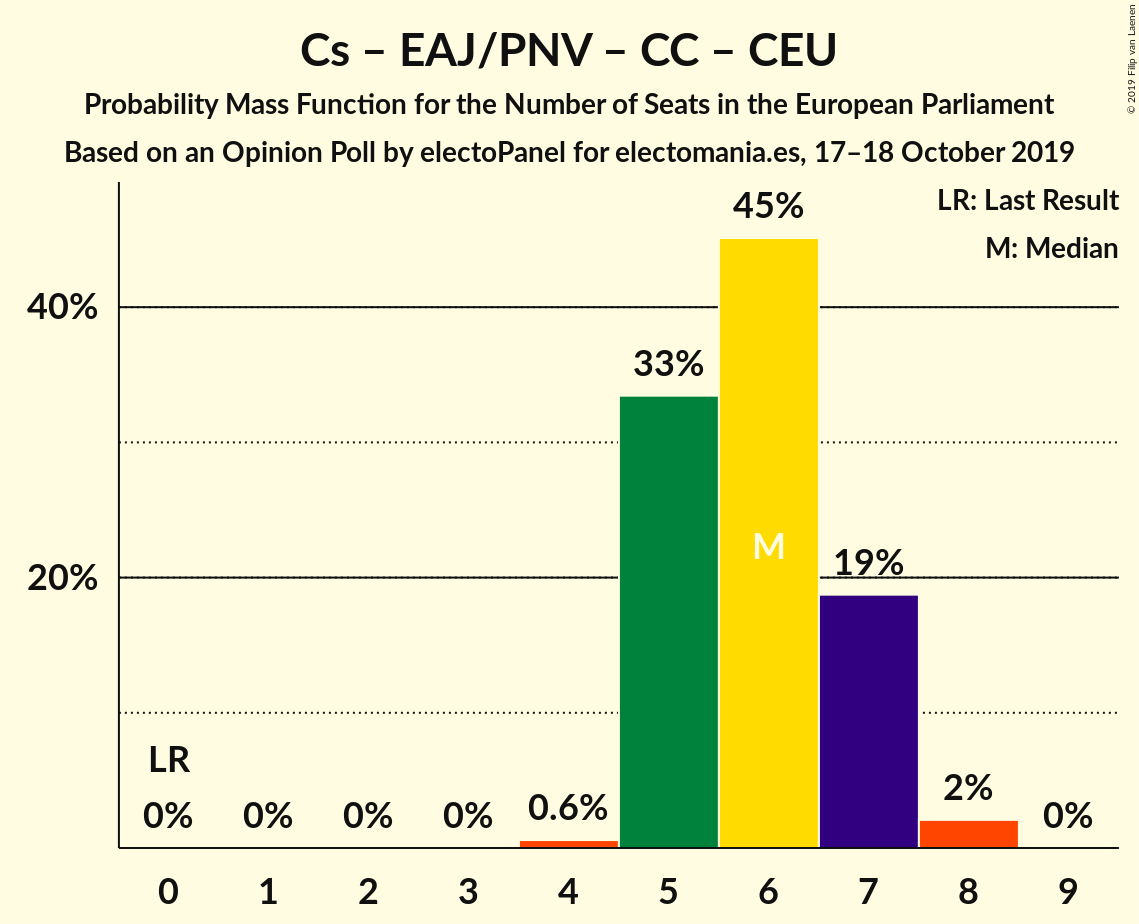 Cs – EAJ/PNV – CC – CEU
Probability Mass Function for the Number of Seats in the European Parliament
Based on an Opinion Poll by electoPanel for electomania.es, 17–18 October 2019
© 2019 Filip van Laenen
LR: Last Result
M: Median
45%
40%
33%
M
19%
20%
LR
0%
0%
0%
0%
0.6%
2%
0%
0
1
2
3
4
5
6
7
8
9